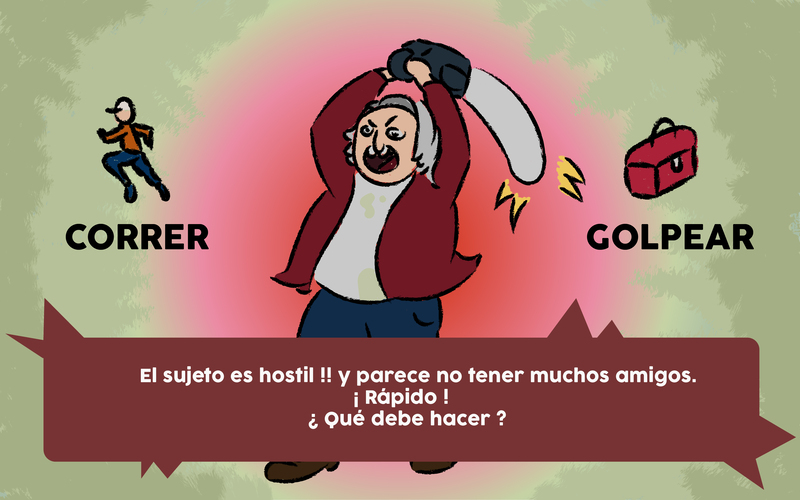 CORRER
GOLPEAR
El sujeto es hostil !! y parece no tener muchos amigos.
¡ Rápido !
¿ Qué debe hacer ?